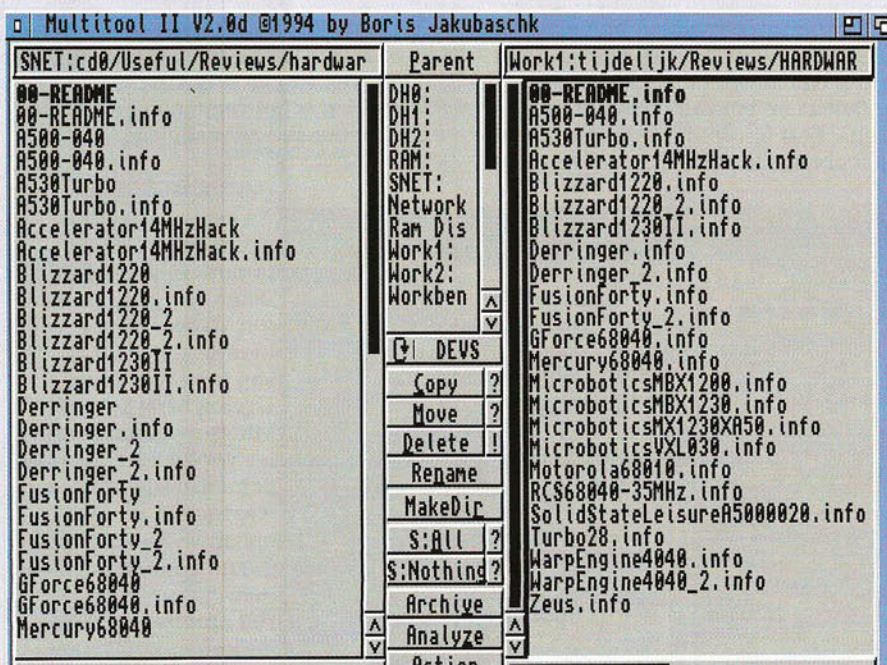 Multitool II V2.0d ©1994 by Boris Jakubaschk
SNET:cd0/Useful/Reviews/hardwar
00-README
00-README.info
A500-040
A500-040.info
A530Turbo
A530Turbo.info
Accelerator14MHzHack
Accelerator14MHzHack.info
Blizzard1220
Blizzard1220.info
Blizzard1220_2
Blizzard1220_2.info
Blizzard1230II
Blizzard1230II.info
Derringer
Derringer.info
Derringer_2
Derringer_2.info
FusionForty
FusionForty.info
FusionForty_2
FusionForty_2.info
GForce68040
GForce68040.info
Mercury68040
Parent
DH0:
DH1:
DH2:
RAM:
SNET:
Network
Ram Dis
Work1:
Work2:
Workben
DEVS
Copy ?
Move ?
Delete !
Rename
MakeDir
S:All ?
S:Nothing ?
Archive
Analyze
Action
Work1:tijdelijk/Reviews/HARDWAR
00-README.info
A500-040.info
A530Turbo.info
Accelerator14MHzHack.info
Blizzard1220.info
Blizzard1220_2.info
Blizzard1230II.info
Derringer.info
Derringer_2.info
FusionForty.info
FusionForty_2.info
GForce68040.info
Mercury68040.info
MicroboticsMBX1200.info
MicroboticsMBX1230.info
MicroboticsMX1230XA50.info
MicroboticsVXL030.info
Motorola68010.info
RCS68040-35MHz.info
SolidStateLeisureA5000020.info
Turbo28.info
WarpEngine4040.info
WarpEngine4040_2.info
Zeus.info